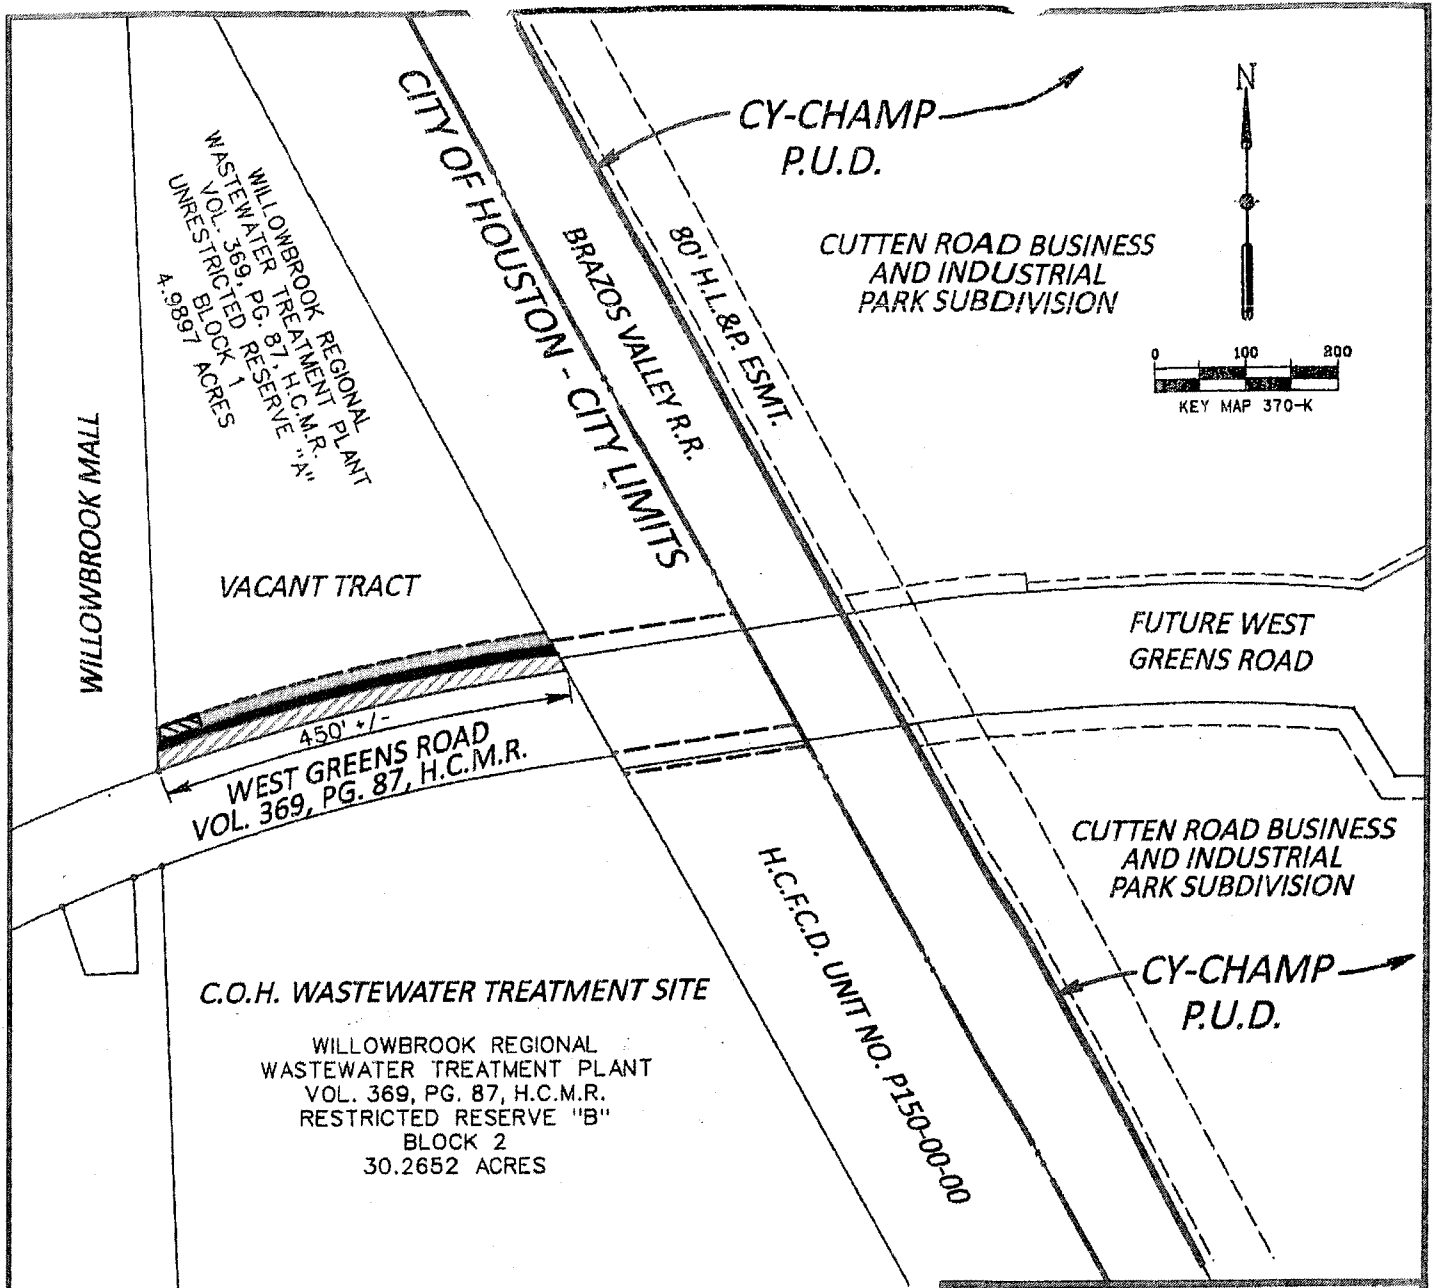 CY-CHAMP
P.U.D.
N
CITY OF HOUSTON - CITY LIMITS
BRAZOS VALLEY R.R.
80' H.L.&P. ESMT.
CUTTEN ROAD BUSINESS
AND INDUSTRIAL
PARK SUBDIVISION
0 100 200
KEY MAP 370-K
WILLOWBROOK REGIONAL
WASTEWATER TREATMENT PLANT
VOL. 369, PG. 87, H.C.M.R.
UNRESTRICTED RESERVE "A"
BLOCK 1
4.9897 ACRES
WILLOWBROOK MALL
VACANT TRACT
FUTURE WEST
GREENS ROAD
450' +/-
WEST GREENS ROAD
VOL. 369, PG. 87, H.C.M.R.
CUTTEN ROAD BUSINESS
AND INDUSTRIAL
PARK SUBDIVISION
H.C.F.C.D. UNIT NO. P150-00-00
CY-CHAMP
P.U.D.
C.O.H. WASTEWATER TREATMENT SITE
WILLOWBROOK REGIONAL
WASTEWATER TREATMENT PLANT
VOL. 369, PG. 87, H.C.M.R.
RESTRICTED RESERVE "B"
BLOCK 2
30.2652 ACRES